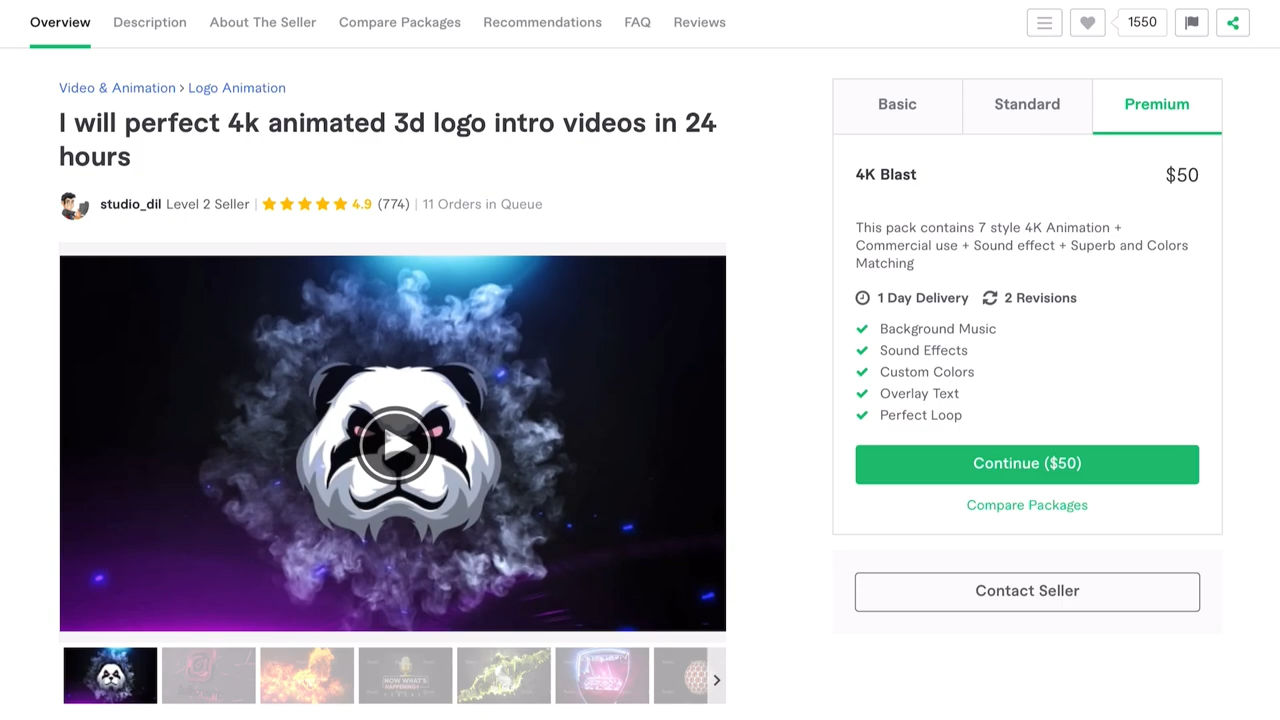 Overview Description About The Seller Compare Packages Recommendations FAQ Reviews
1550
Video & Animation › Logo Animation
I will perfect 4k animated 3d logo intro videos in 24
hours
studio_dil Level 2 Seller | 4.9 (774) | 11 Orders in Queue
Basic Standard Premium
4K Blast $50
This pack contains 7 style 4K Animation +
Commercial use + Sound effect + Superb and Colors
Matching
1 Day Delivery 2 Revisions
Background Music
Sound Effects
Custom Colors
Overlay Text
Perfect Loop
Continue ($50)
Compare Packages
Contact Seller
NOW WHAT'S
HAPPENING?